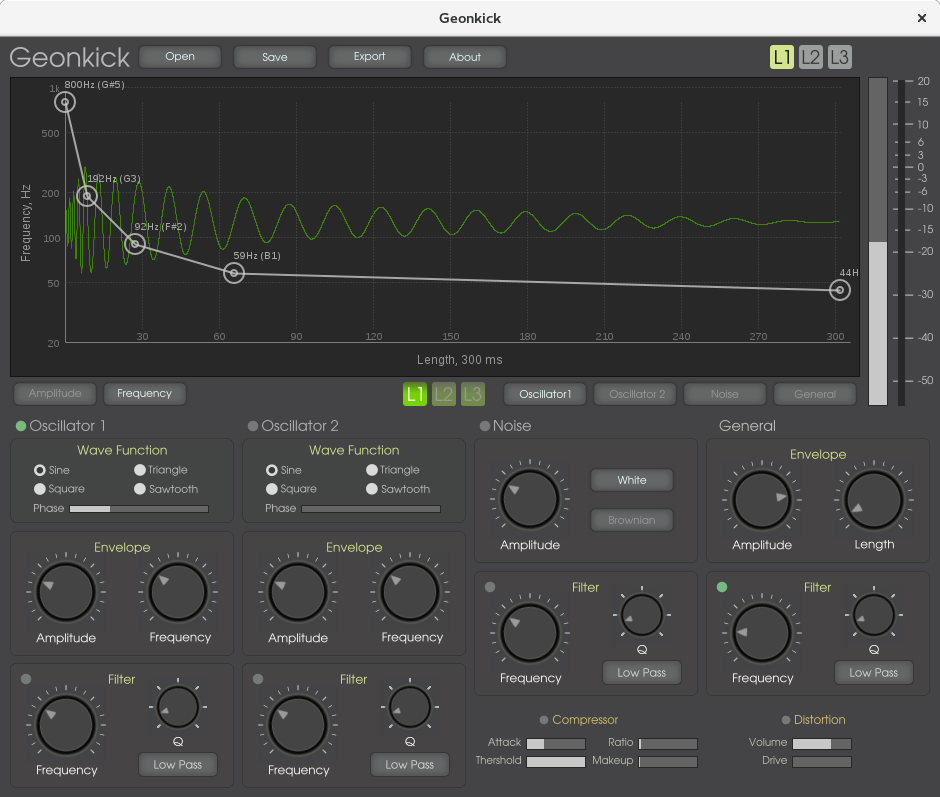 Geonkick ×
Geonkick Open Save Export About L1 L2 L3
800Hz (G#5)
1k
500
200
100
50
20
192Hz (G3)
92Hz (F#2)
59Hz (B1)
44H
Frequency, Hz
30 60 90 120 150 180 210 240 270 300
Length, 300 ms
20
15
10
6
3
0
-3
-6
-10
-15
-20
-30
-40
-50
Amplitude Frequency L1 L2 L3 Oscillator1 Oscillator 2 Noise General
Oscillator 1
Wave Function
Sine Triangle
Square Sawtooth
Phase
Envelope
Amplitude Frequency
Filter
Frequency Q
Low Pass
Oscillator 2
Wave Function
Sine Triangle
Square Sawtooth
Phase
Envelope
Amplitude Frequency
Filter
Frequency Q
Low Pass
Noise
White
Brownian
Amplitude
Filter
Q
Frequency Low Pass
Compressor
Attack Ratio
Thershold Makeup
General
Envelope
Amplitude Length
Filter
Q
Frequency Low Pass
Distortion
Volume
Drive